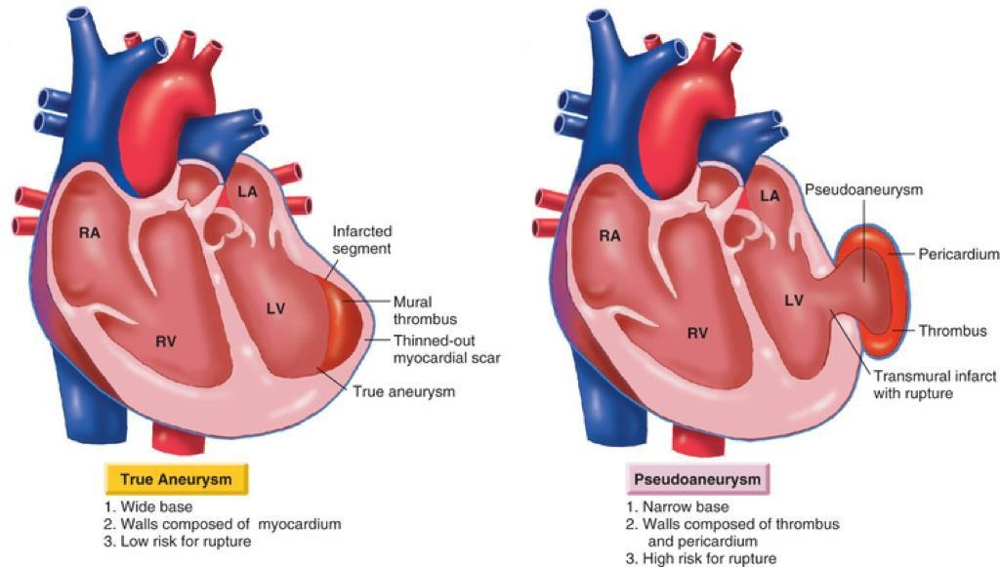 RA
LA
LV
RV
Infarcted
segment
Mural
thrombus
Thinned-out
myocardial scar
True aneurysm
True Aneurysm
1. Wide base
2. Walls composed of myocardium
3. Low risk for rupture
RA
LA
LV
RV
Pseudoaneurysm
Pericardium
Thrombus
Transmural infarct
with rupture
Pseudoaneurysm
1. Narrow base
2. Walls composed of thrombus
and pericardium
3. High risk for rupture